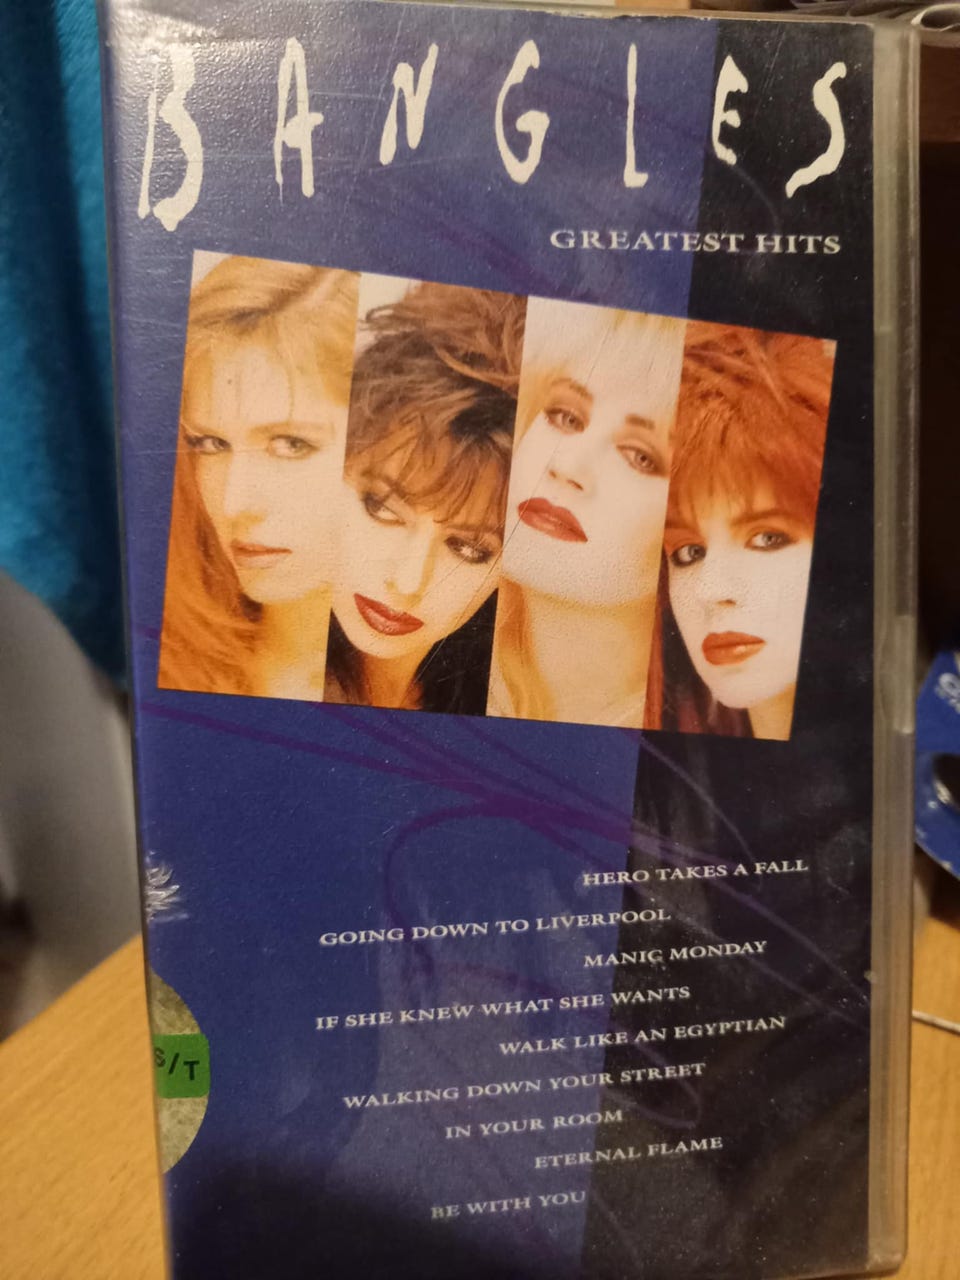 BANGLES
GREATEST HITS
HERO TAKES A FALL
GOING DOWN TO LIVERPOOL
MANIC MONDAY
IF SHE KNEW WHAT SHE WANTS
WALK LIKE AN EGYPTIAN
WALKING DOWN YOUR STREET
S/T
IN YOUR ROOM
ETERNAL FLAME
BE WITH YOU